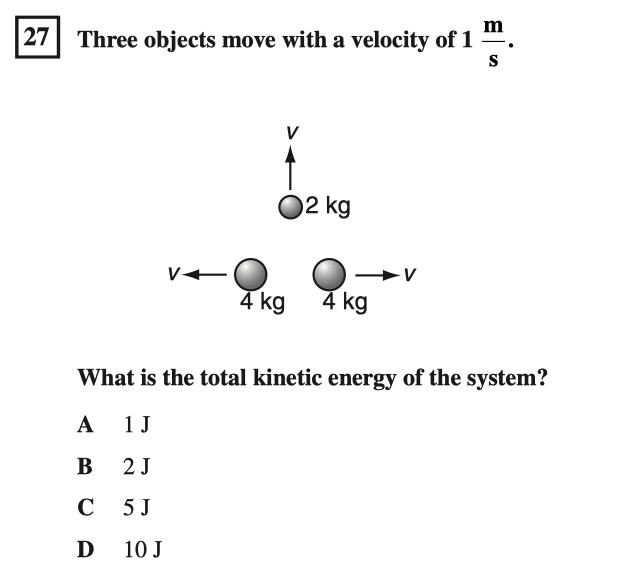 27 Three objects move with a velocity of 1 m/s.
v
2 kg
v v
4 kg 4 kg
What is the total kinetic energy of the system?
A 1 J
B 2 J
C 5 J
D 10 J